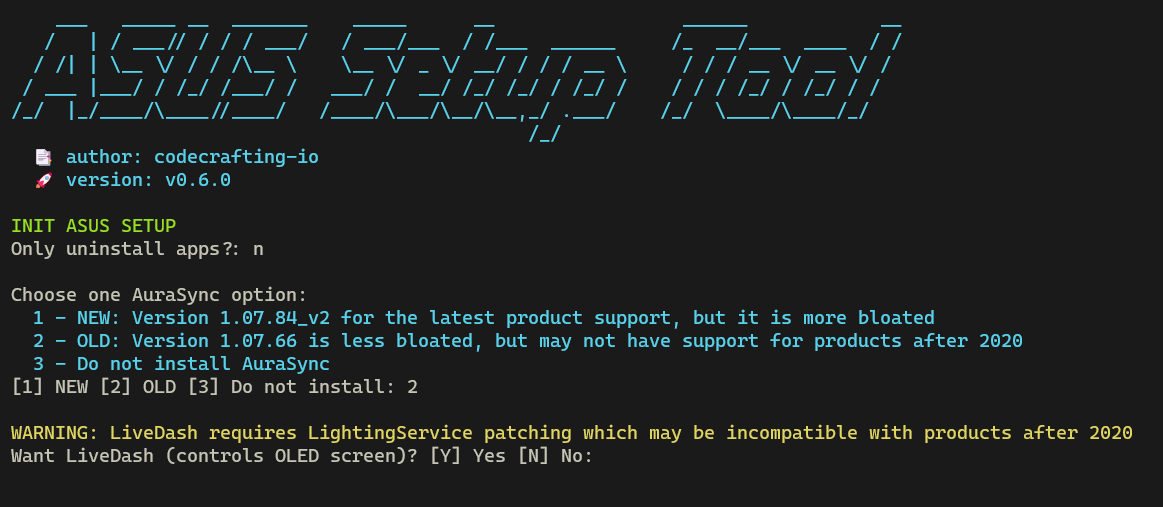 ASUS Setup Tool
📑 author: codecrafting-io
🚀 version: v0.6.0
INIT ASUS SETUP
Only uninstall apps?: n
Choose one AuraSync option:
1 - NEW: Version 1.07.84_v2 for the latest product support, but it is more bloated
2 - OLD: Version 1.07.66 is less bloated, but may not have support for products after 2020
3 - Do not install AuraSync
[1] NEW [2] OLD [3] Do not install: 2
WARNING: LiveDash requires LightingService patching which may be incompatible with products after 2020
Want LiveDash (controls OLED screen)? [Y] Yes [N] No: